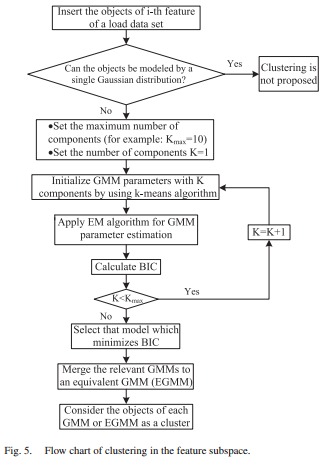 Insert the objects of i-th feature
of a load data set
Can the objects be modeled by a
single Gaussian distribution?
Yes
Clustering is
not proposed
No
•Set the maximum number of
components (for example: Kmax=10)
•Set the number of components K=1
Initialize GMM parameters with K
components by using k-means algorithm
Apply EM algorithm for GMM
parameter estimation
K=K+1
Calculate BIC
K<Kmax
Yes
No
Select that model which
minimizes BIC
Merge the relevant GMMs to
an equivalent GMM (EGMM)
Consider the objects of each
GMM or EGMM as a cluster
Fig. 5. Flow chart of clustering in the feature subspace.